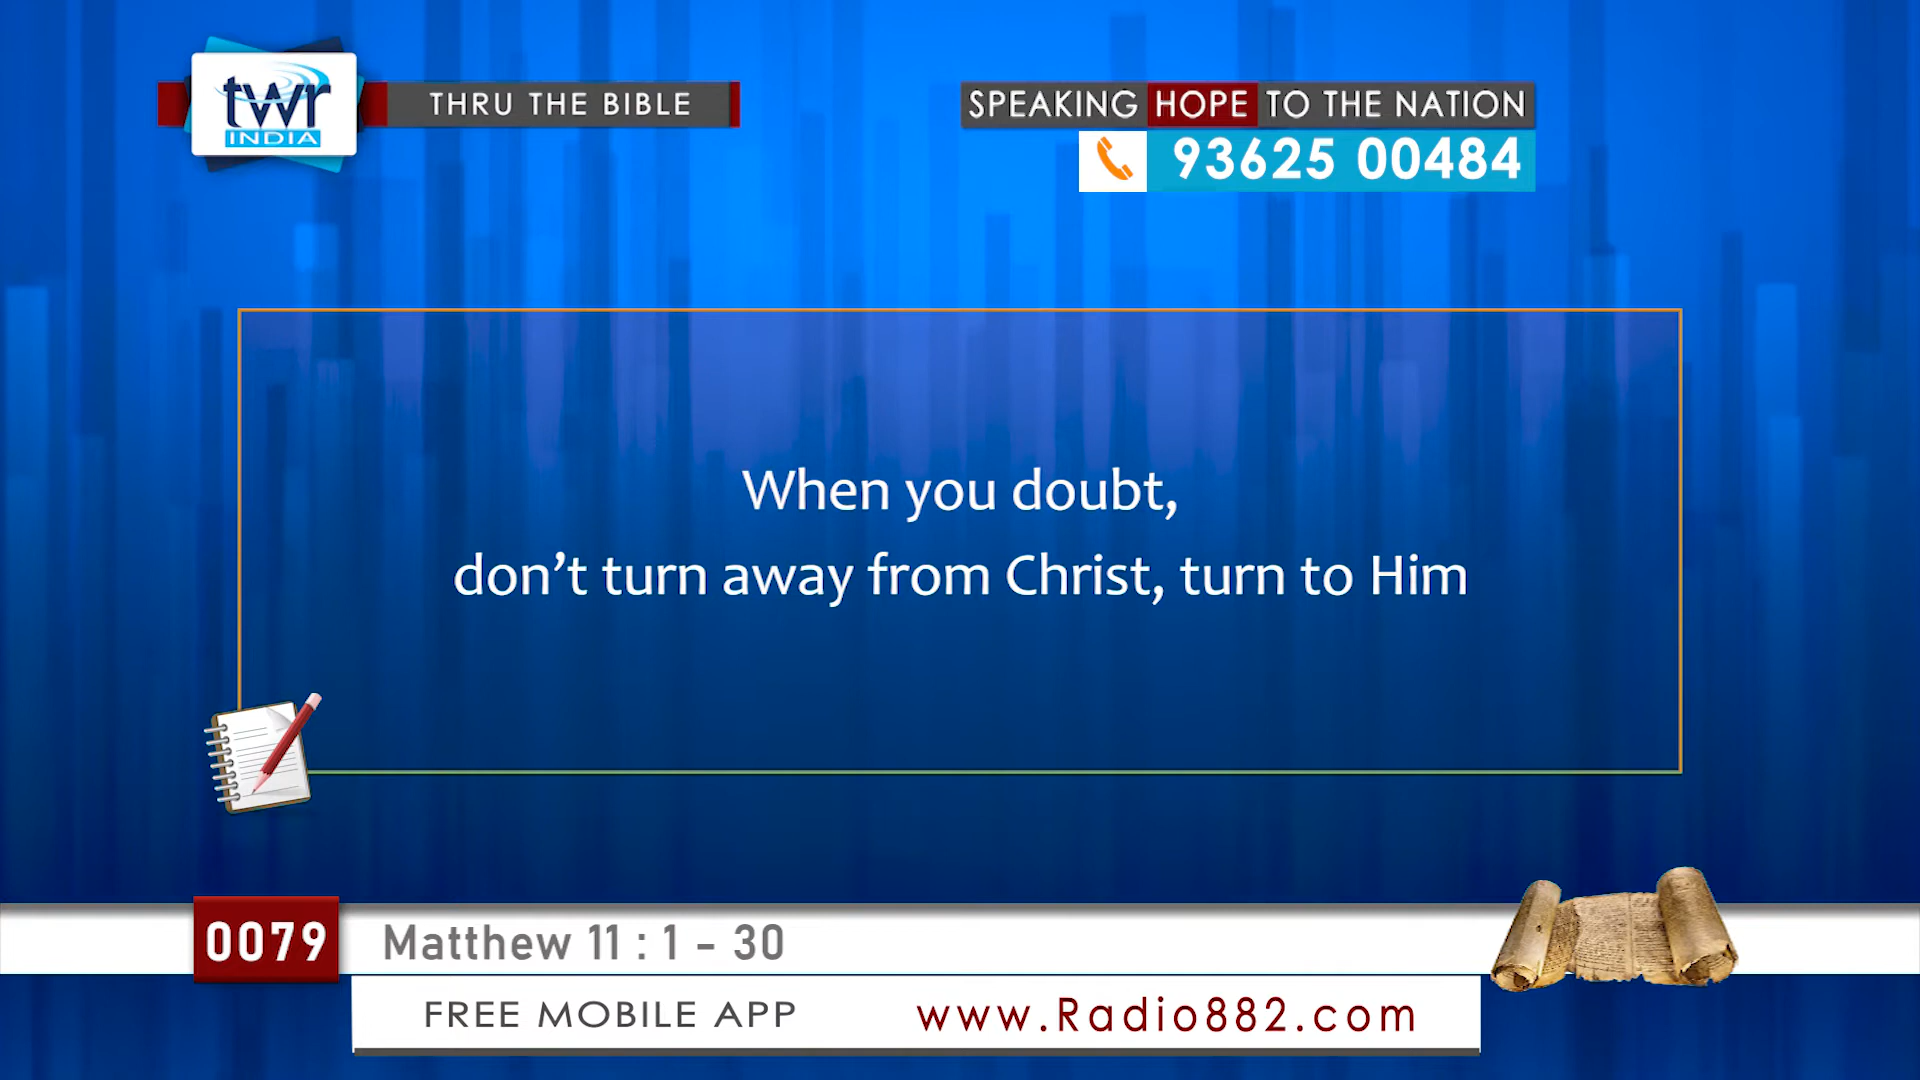 twr
INDIA
THRU THE BIBLE
SPEAKING HOPE TO THE NATION
93625 00484
When you doubt,
don’t turn away from Christ, turn to Him
0079
Matthew 11 : 1 - 30
FREE MOBILE APP
www.Radio882.com